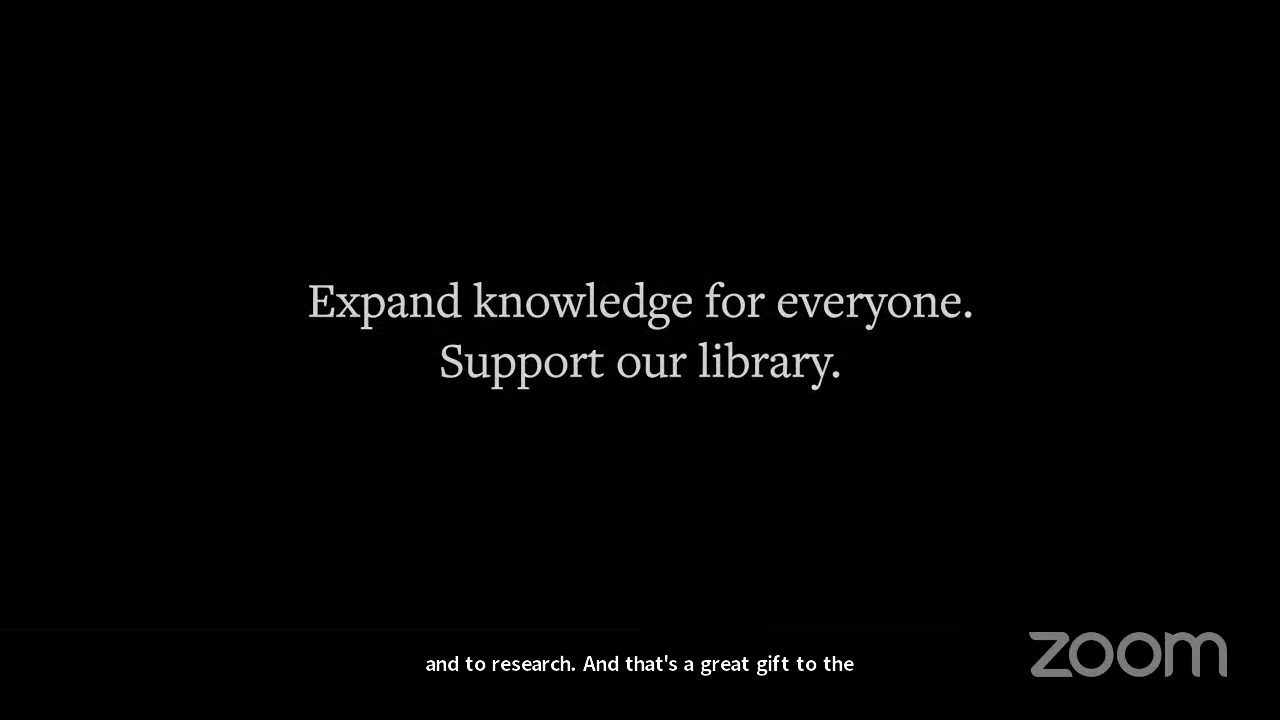 Expand knowledge for everyone.
Support our library.
and to research. And that's a great gift to the
zoom